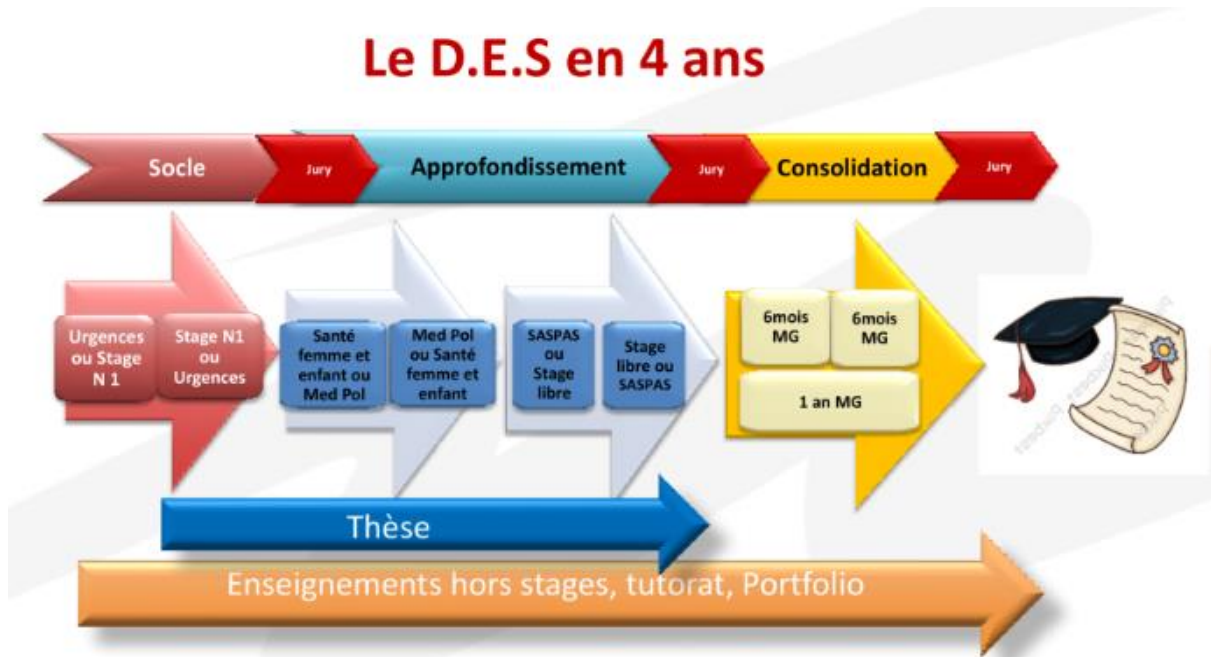 Le D.E.S en 4 ans
Socle
Jury
Approfondissement
Jury
Consolidation
Jury
Urgences
ou Stage
N 1
Stage N1
ou
Urgences
Santé
femme et
enfant ou
Med Pol
Med Pol
ou Santé
femme et
enfant
SASPAS
ou
Stage
libre
Stage
libre ou
SASPAS
6mois
MG
6mois
MG
1 an MG
Thèse
Enseignements hors stages, tutorat, Portfolio